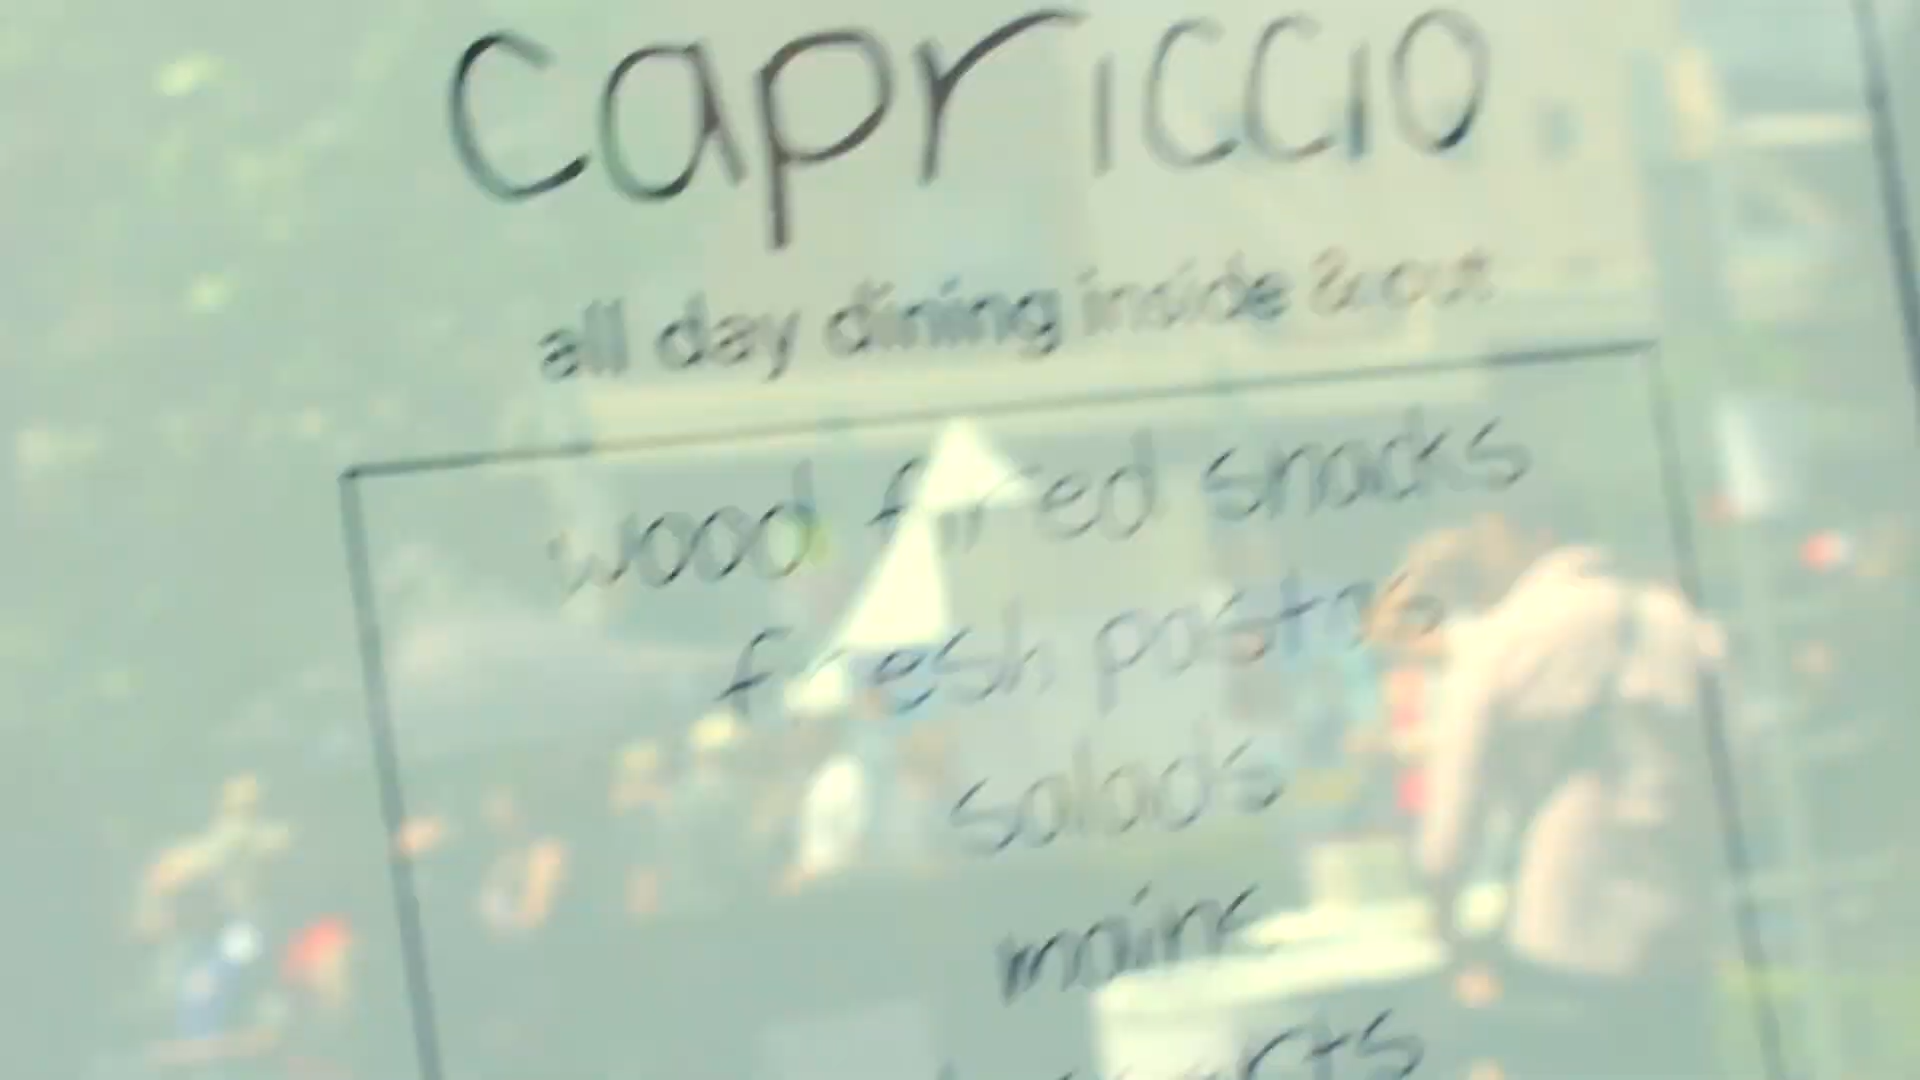 capriccio
all day dining inside & out
wood fired snacks
fresh pastas
salads
mains